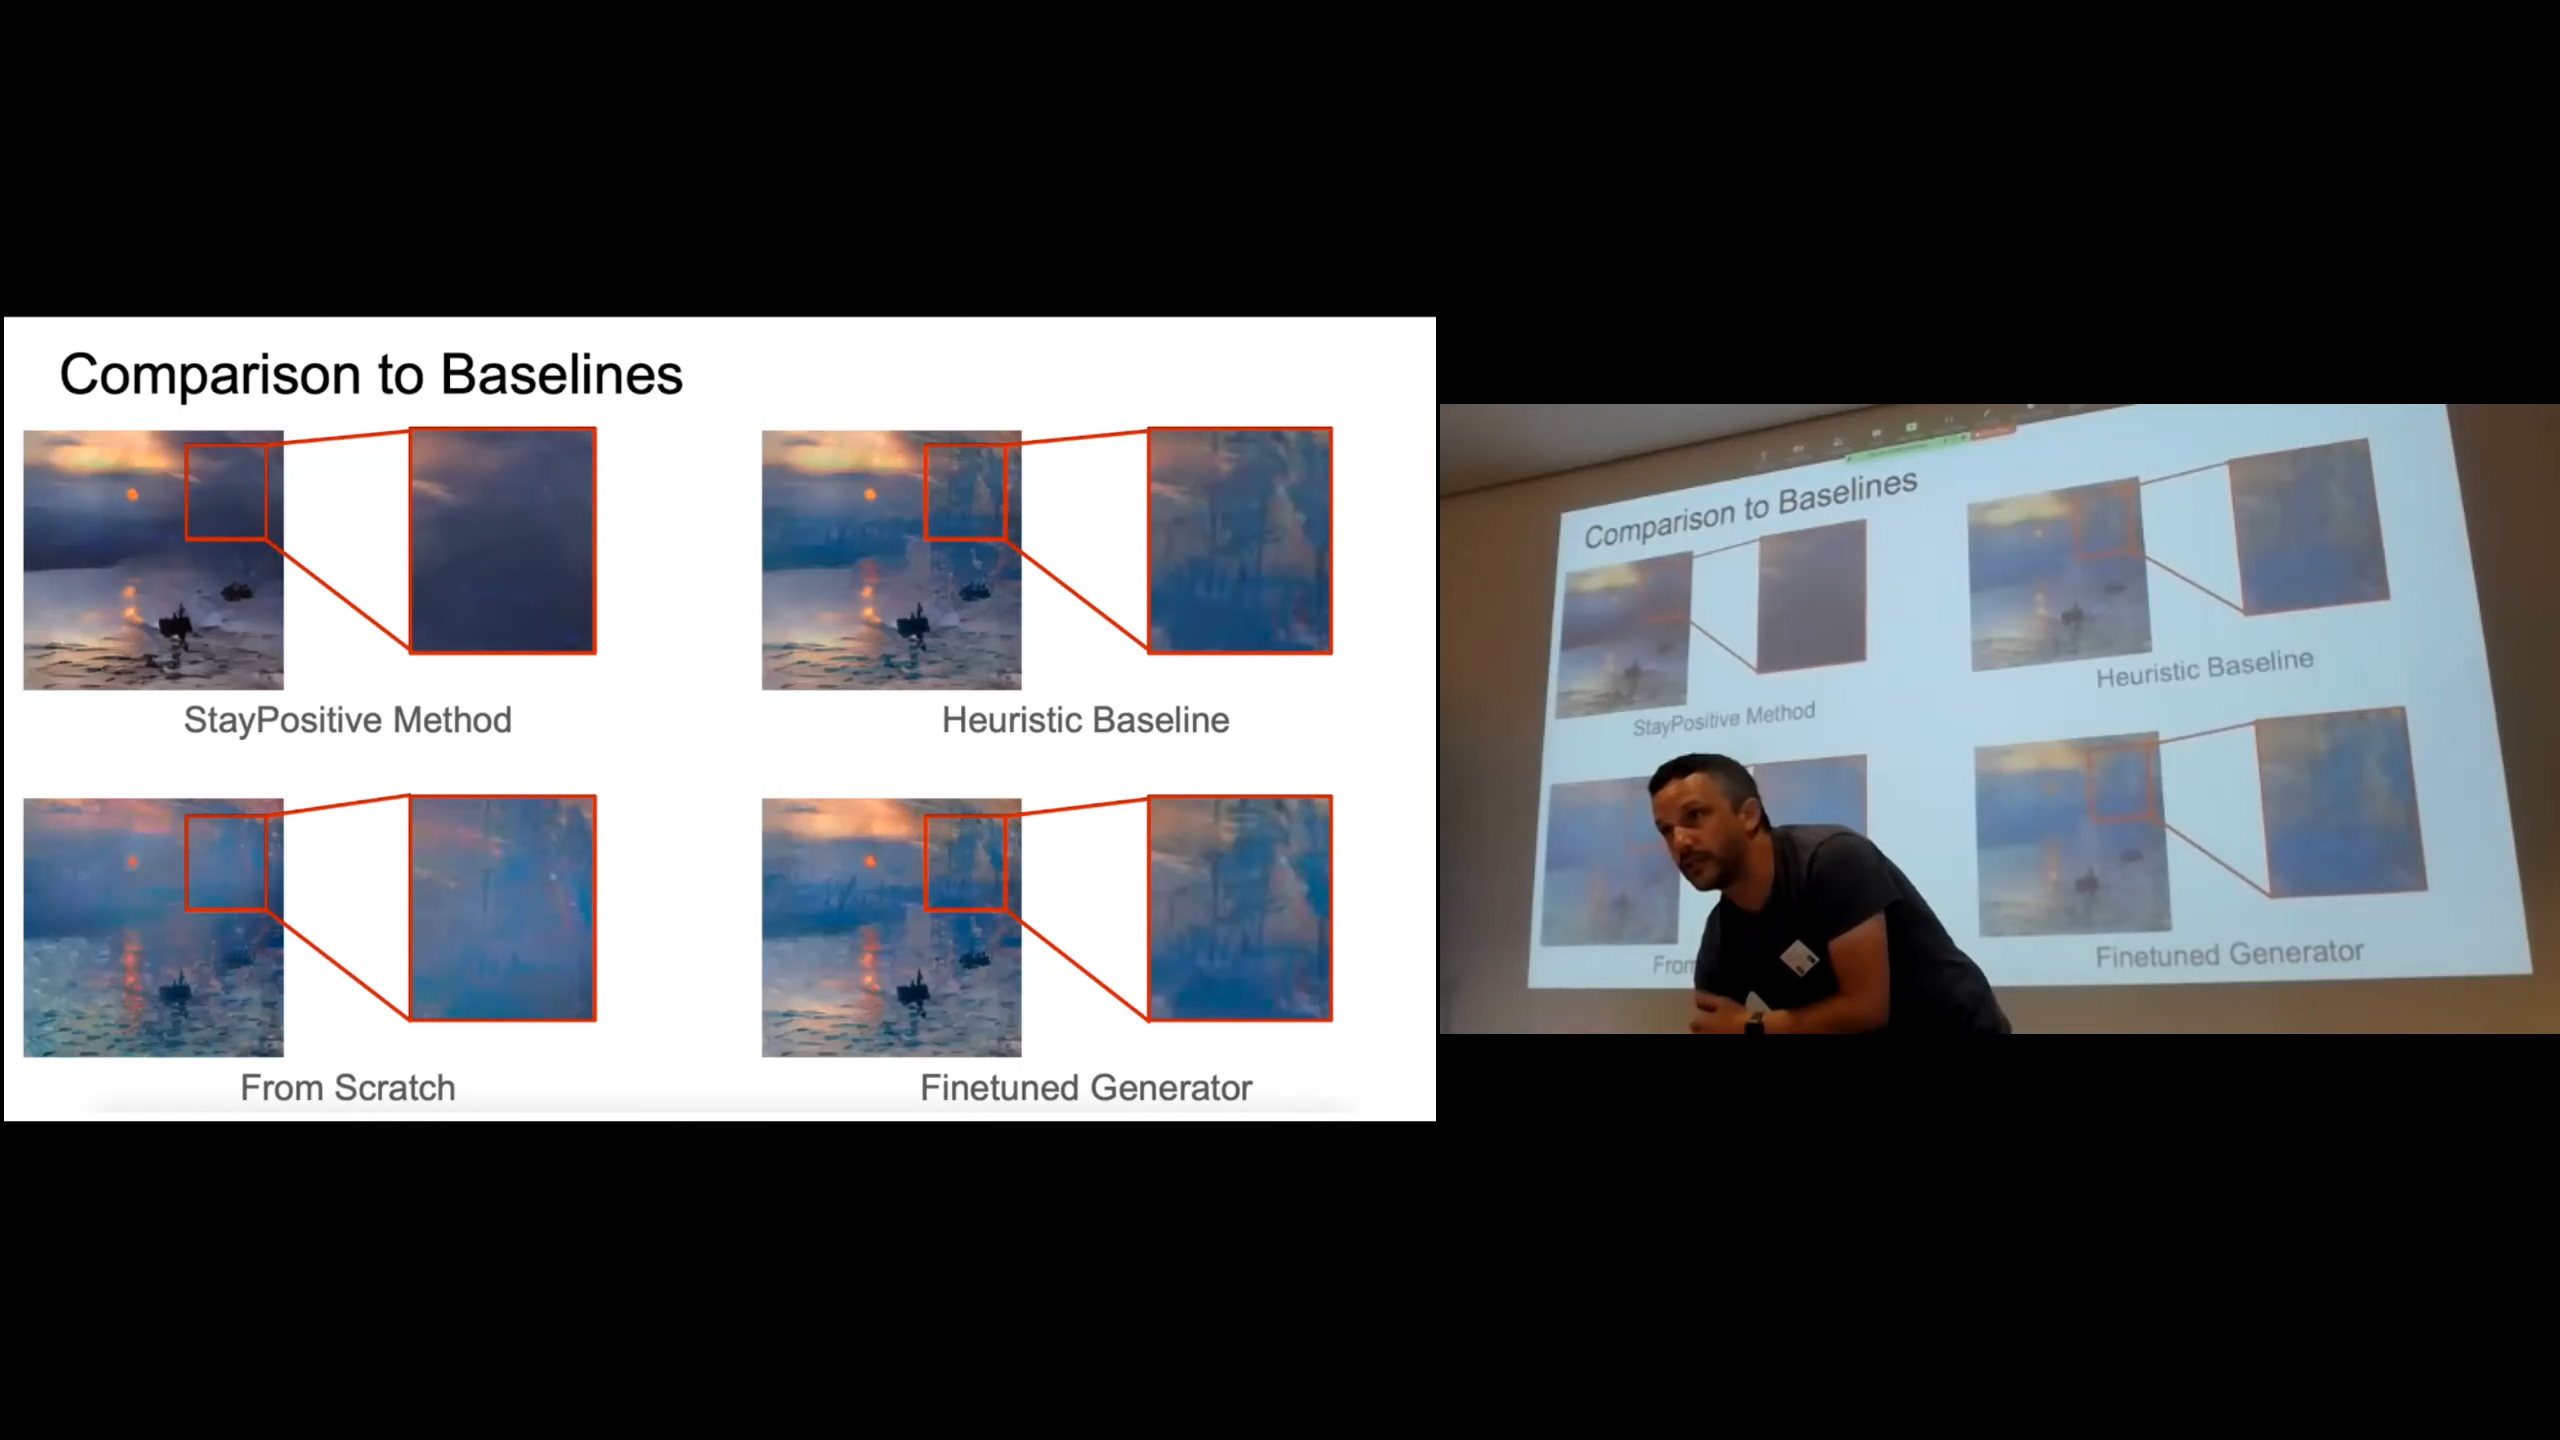 Comparison to Baselines
StayPositive Method
Heuristic Baseline
From Scratch
Finetuned Generator
Comparison to Baselines
StayPositive Method
Heuristic Baseline
From
Finetuned Generator